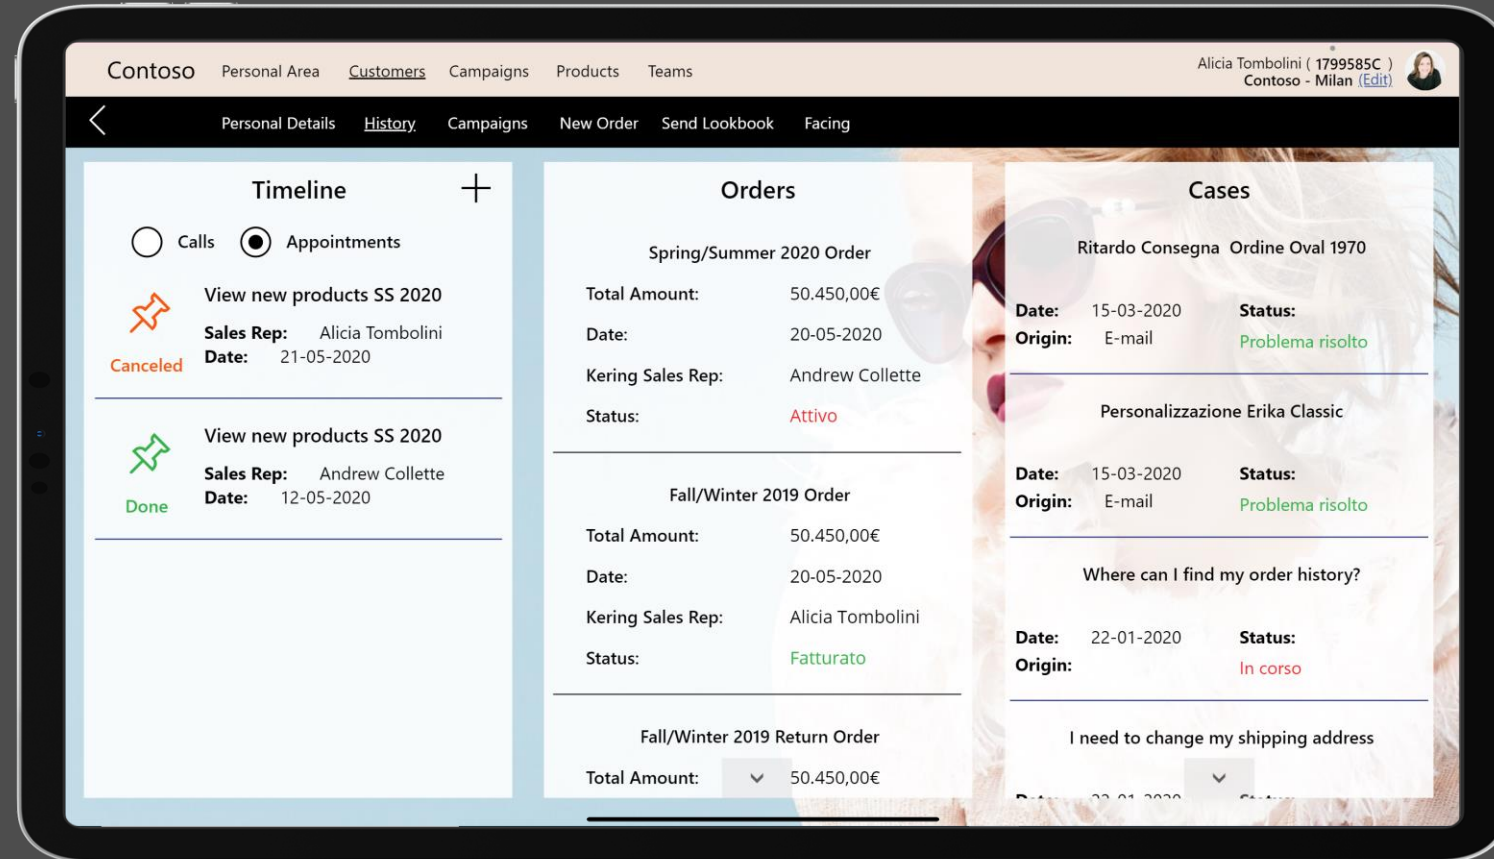 Contoso Personal Area Customers Campaigns Products Teams
Alicia Tombolini ( 1799585C )
Contoso - Milan (Edit)
Personal Details History Campaigns New Order Send Lookbook Facing
Timeline
Calls Appointments
View new products SS 2020
Sales Rep: Alicia Tombolini
Date: 21-05-2020
Canceled
View new products SS 2020
Sales Rep: Andrew Collette
Date: 12-05-2020
Done
Orders
Spring/Summer 2020 Order
Total Amount: 50.450,00€
Date: 20-05-2020
Kering Sales Rep: Andrew Collette
Status: Attivo
Fall/Winter 2019 Order
Total Amount: 50.450,00€
Date: 20-05-2020
Kering Sales Rep: Alicia Tombolini
Status: Fatturato
Fall/Winter 2019 Return Order
Total Amount: 50.450,00€
Cases
Ritardo Consegna Ordine Oval 1970
Date: 15-03-2020 Status:
Origin: E-mail Problema risolto
Personalizzazione Erika Classic
Date: 15-03-2020 Status:
Origin: E-mail Problema risolto
Where can I find my order history?
Date: 22-01-2020 Status:
Origin: In corso
I need to change my shipping address